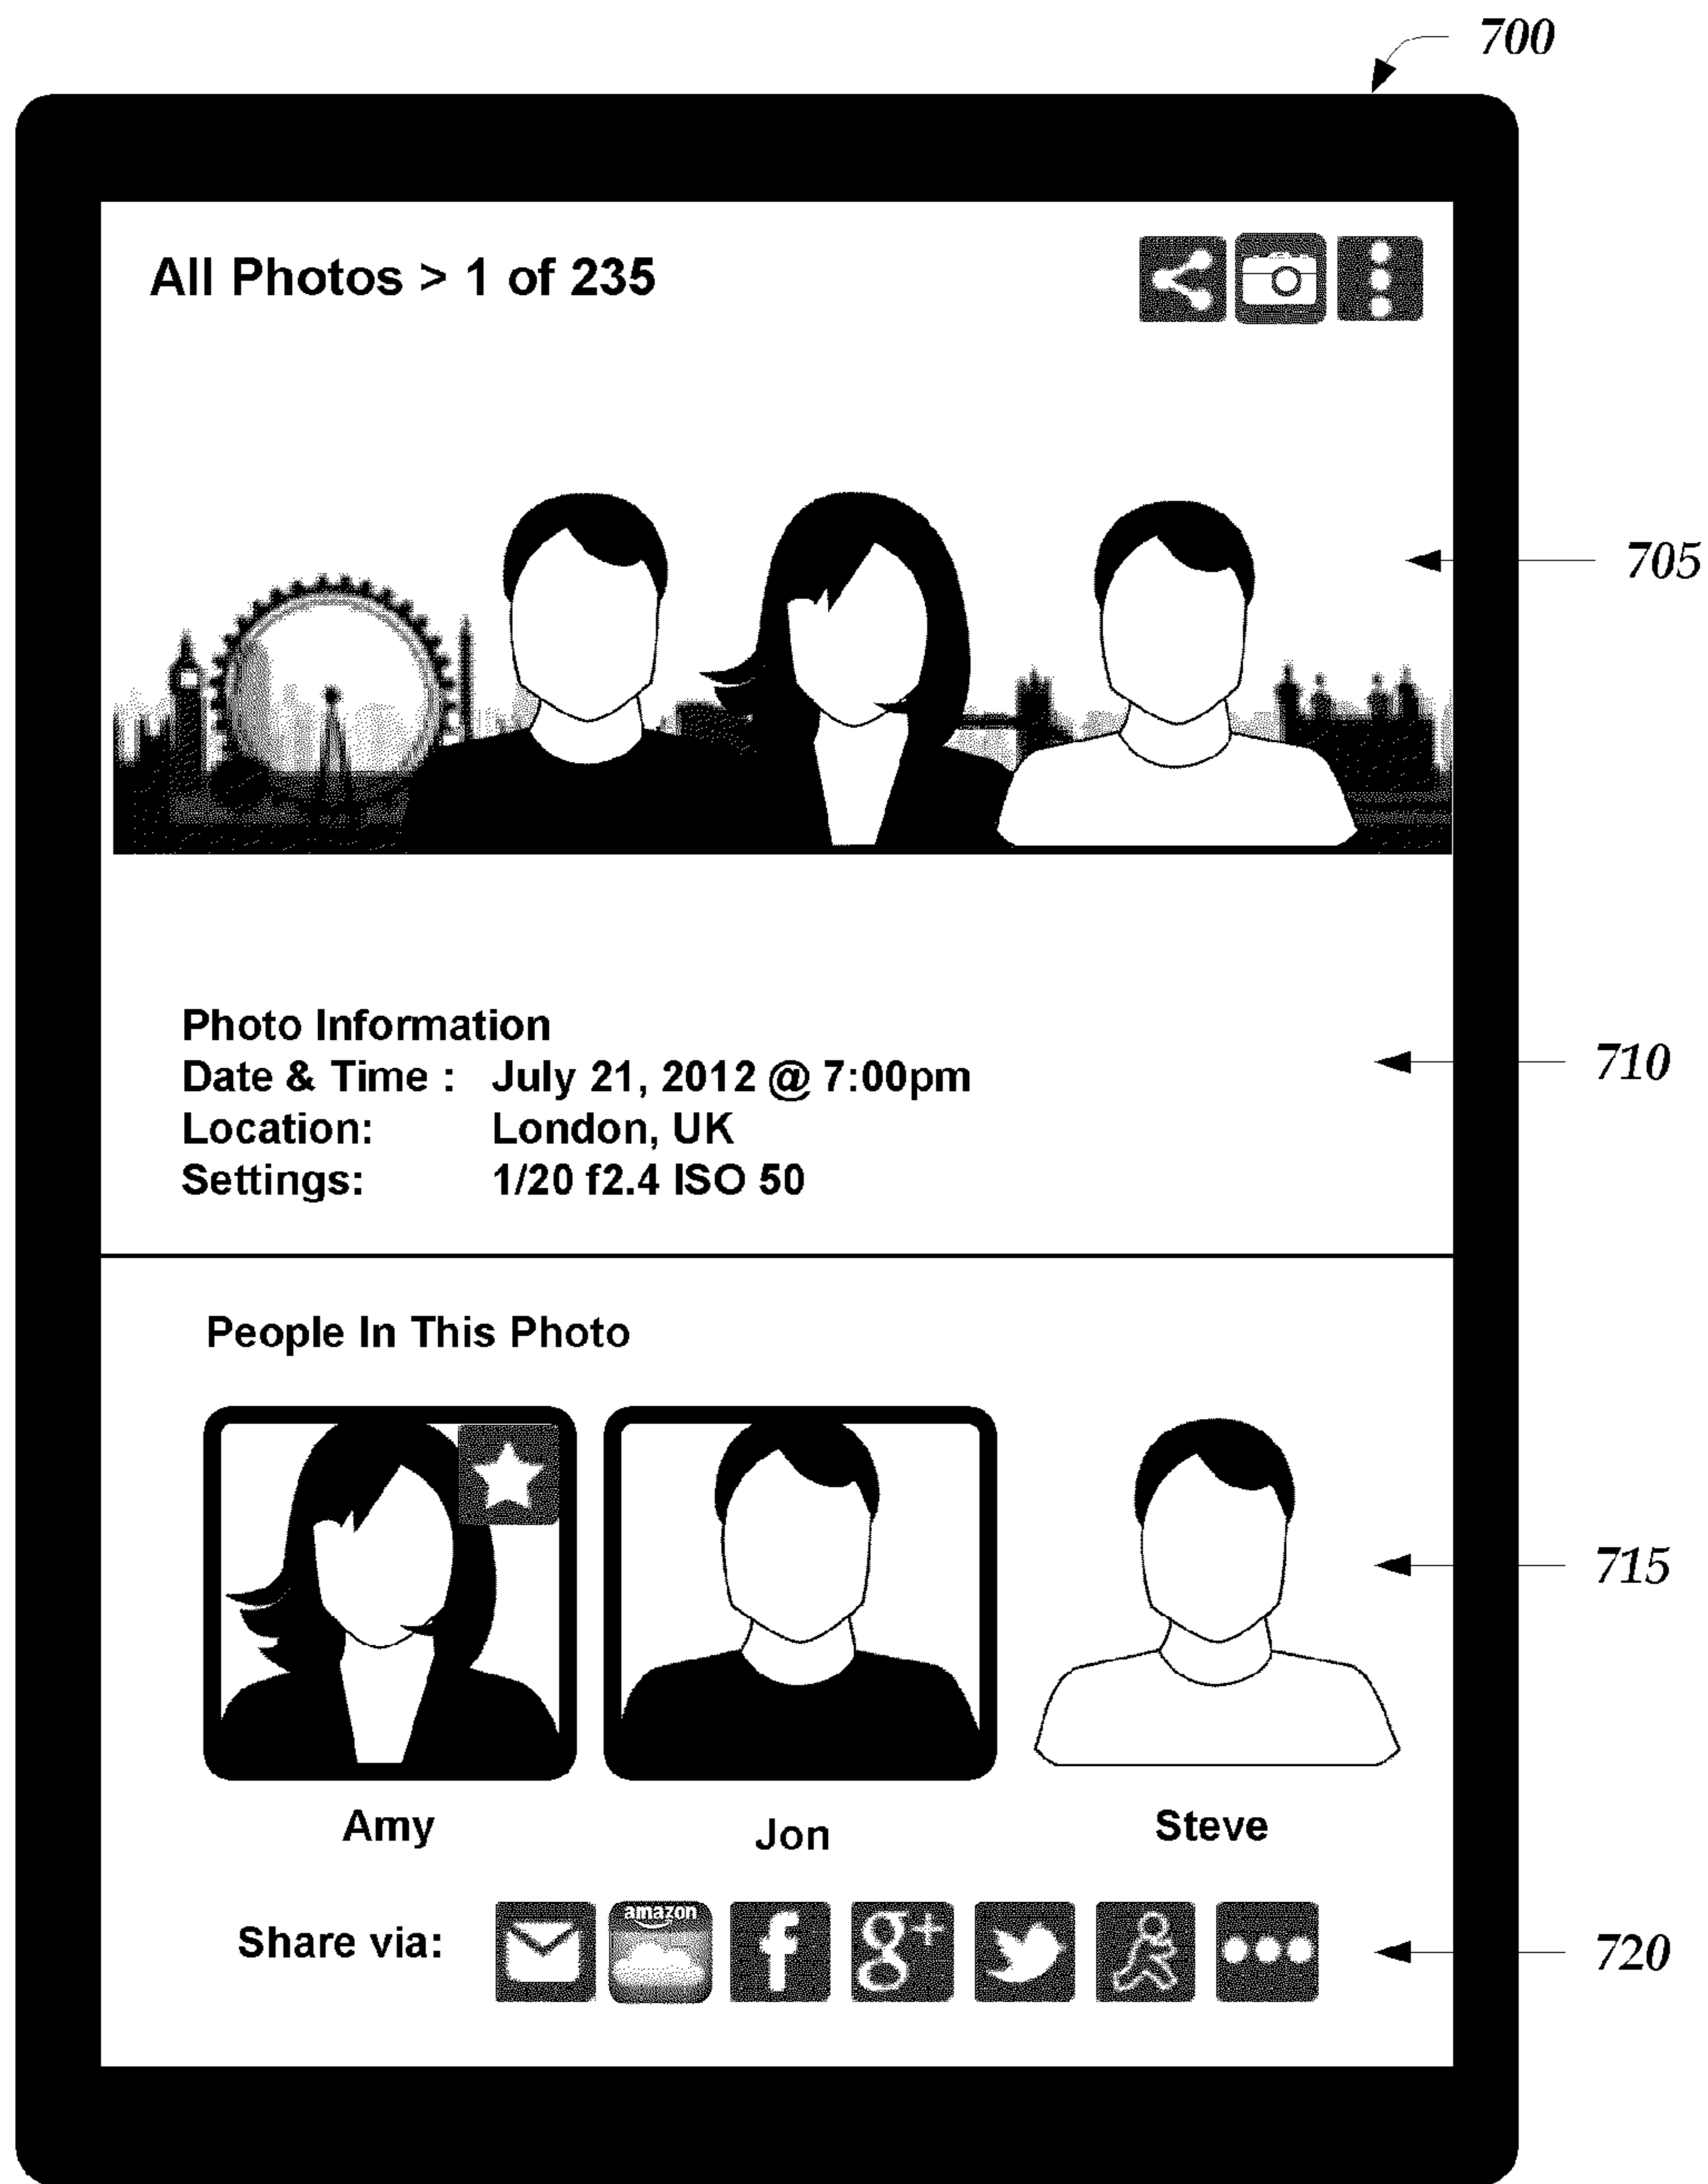 700
All Photos > 1 of 235
705
Photo Information
Date & Time : July 21, 2012 @ 7:00pm
710
Location: London, UK
Settings: 1/20 f2.4 ISO 50
People In This Photo
715
Amy Jon Steve
amazon
Share via: f g+
720